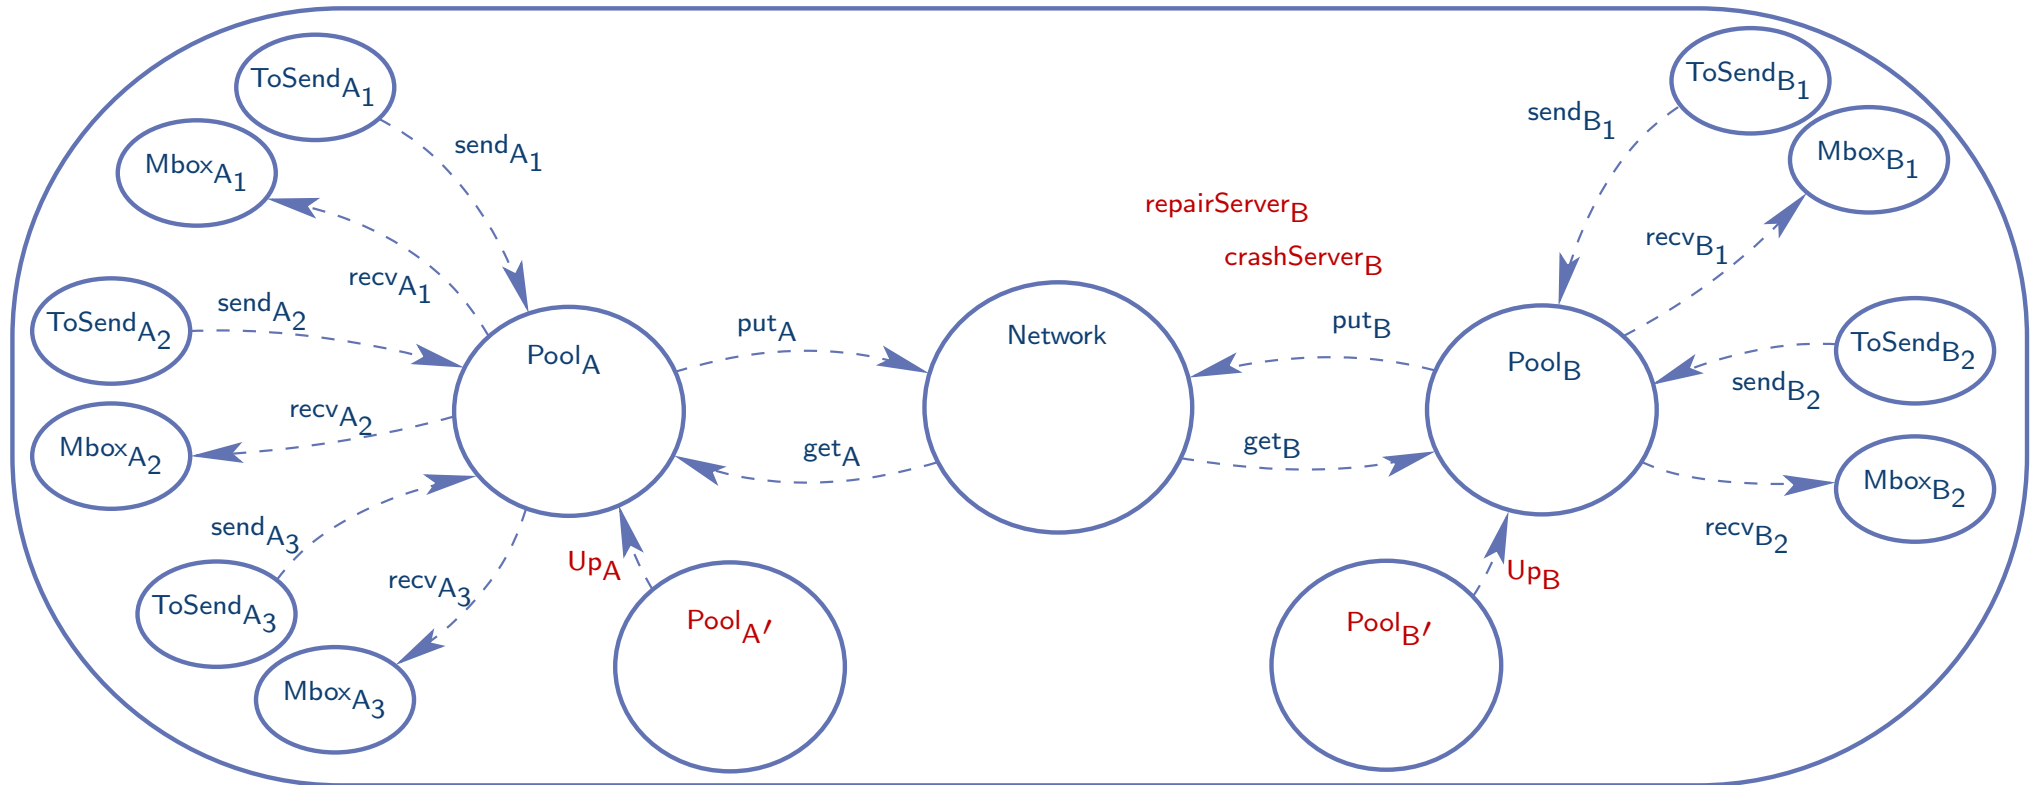 ToSendA1
sendA1
MboxA1
recvA1
ToSendA2
sendA2
MboxA2
recvA2
sendA3
ToSendA3
recvA3
MboxA3
PoolA
putA
getA
UpA
PoolA′
Network
repairServerB
crashServerB
putB
getB
PoolB
UpB
PoolB′
ToSendB1
sendB1
MboxB1
recvB1
ToSendB2
sendB2
MboxB2
recvB2